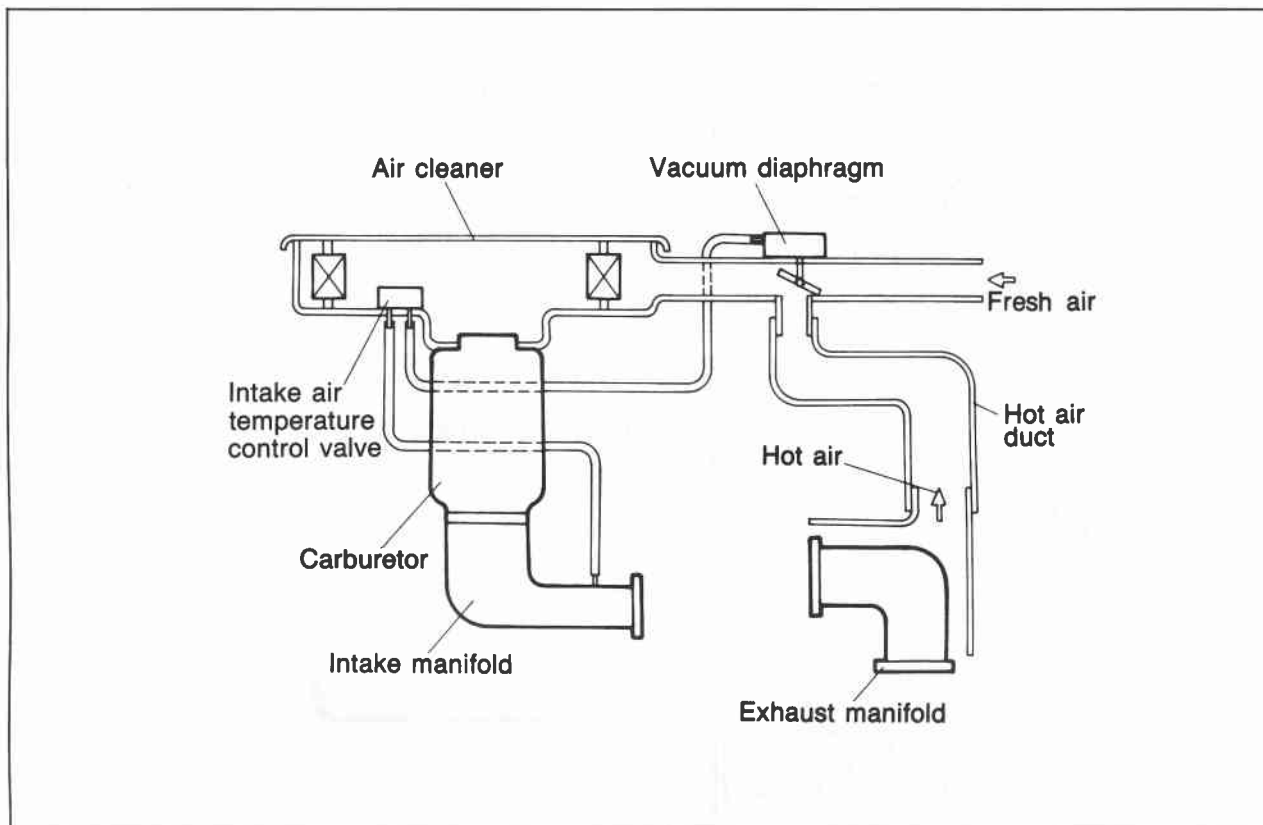 Air cleaner
Vacuum diaphragm
Fresh air
Intake air
temperature
control valve
Hot air
duct
Hot air
Carburetor
Intake manifold
Exhaust manifold